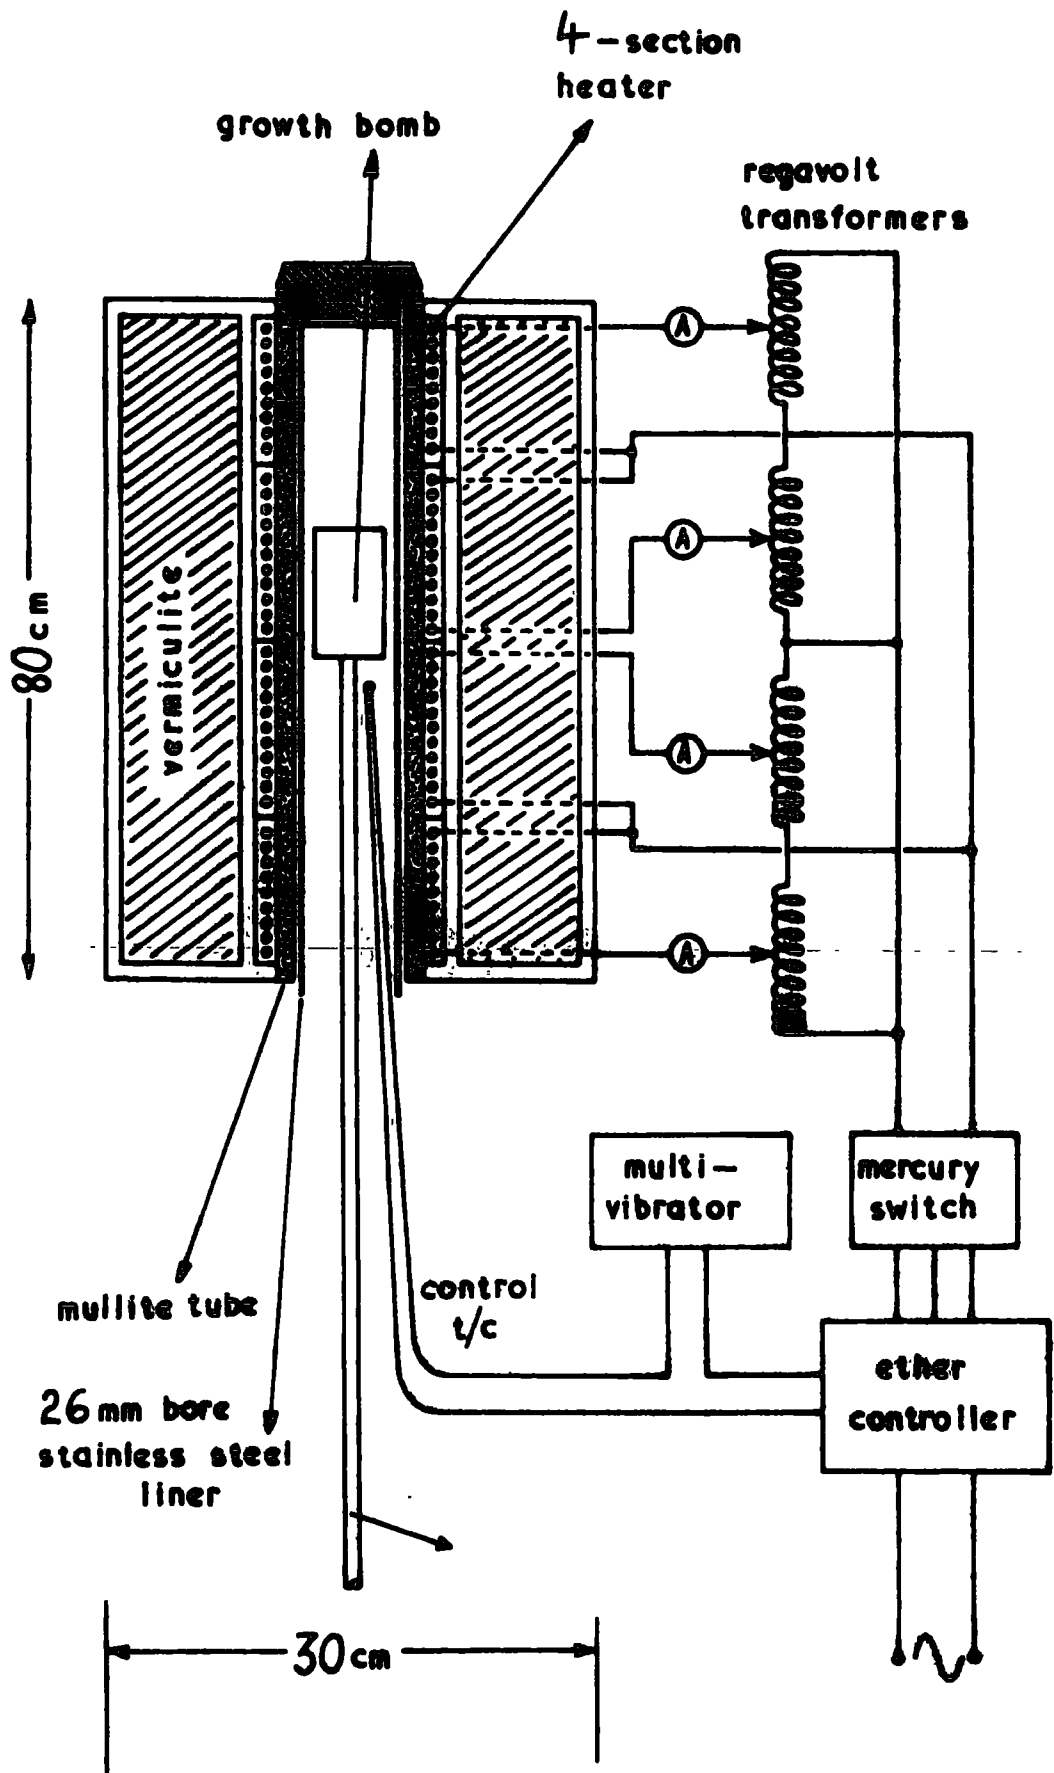 4-section
heater
growth bomb
regavolt
transformers
A
A
80cm
vermiculite
A
A
multi-
vibrator
mercury
switch
mullite tube
control
t/c
ether
controller
26mm bore
stainless steel
liner
30cm